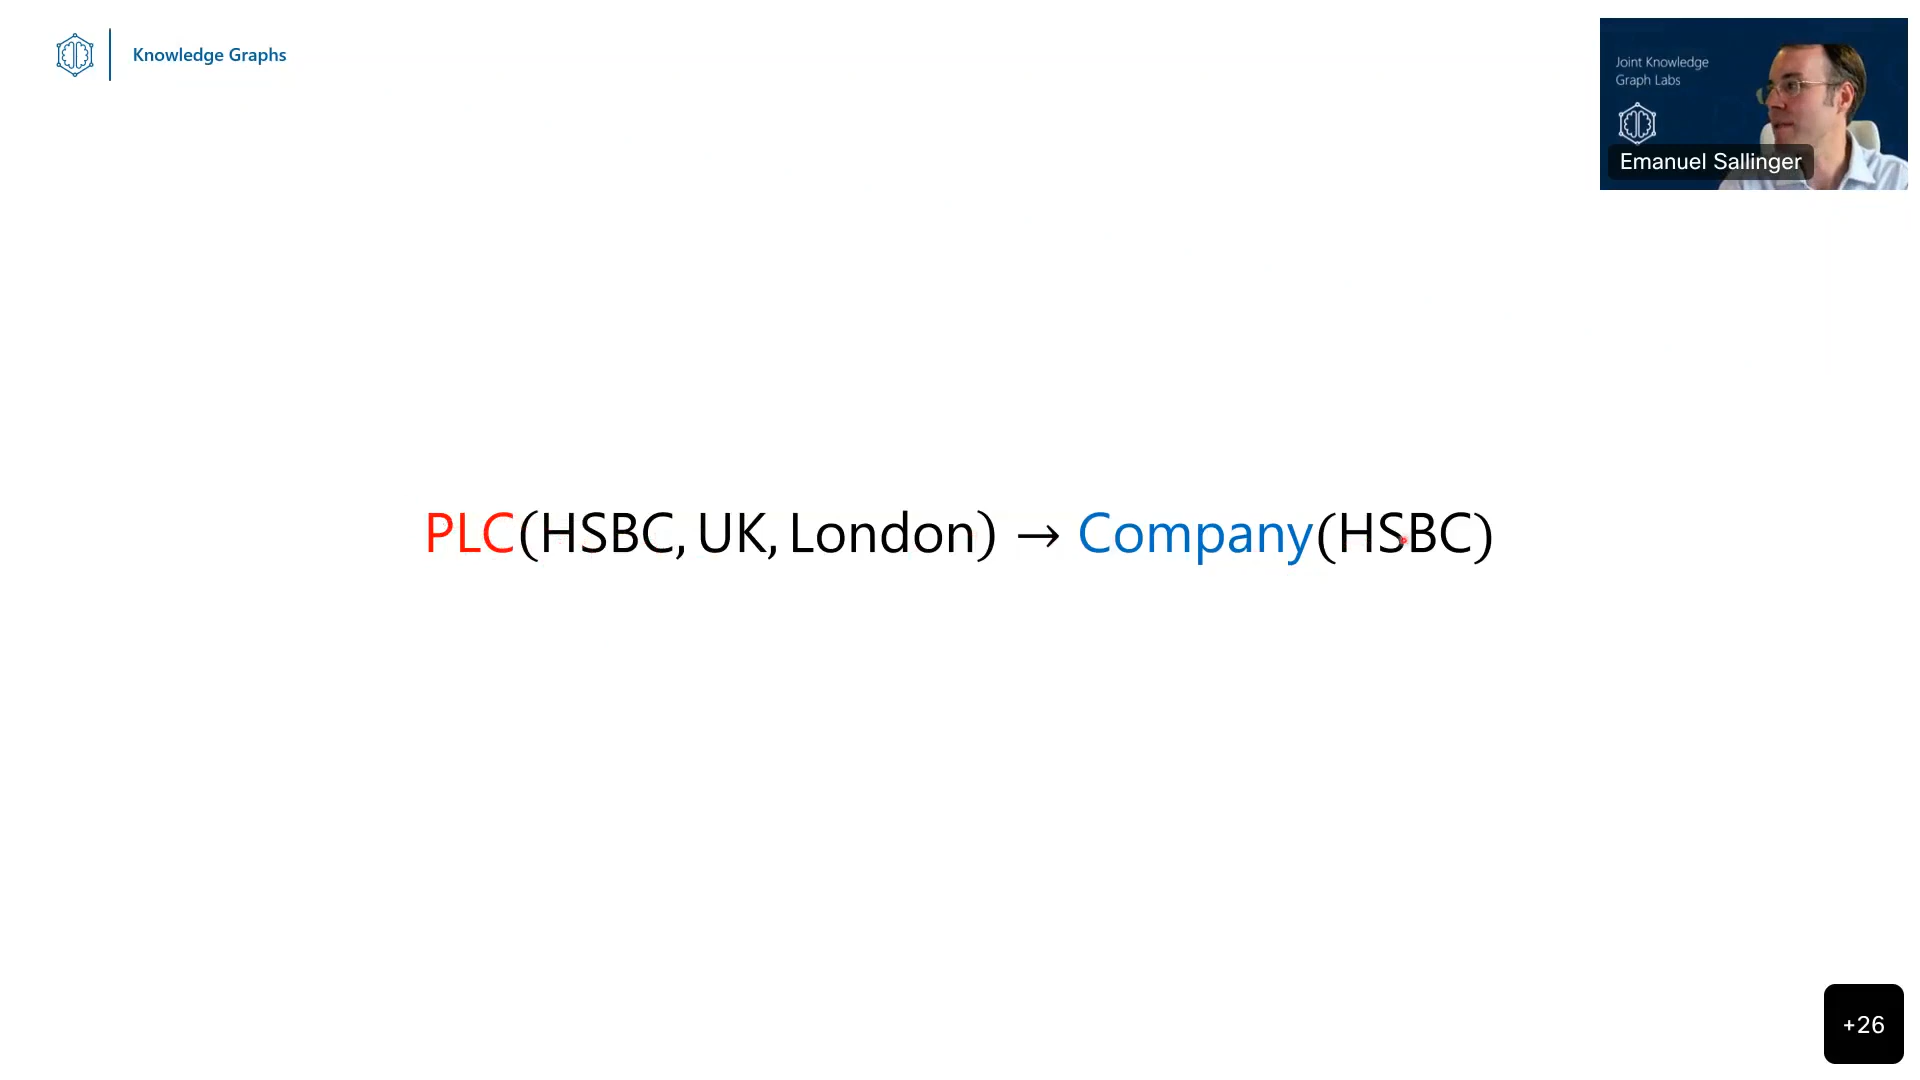 Knowledge Graphs
Joint Knowledge
Graph Labs
Emanuel Sallinger
PLC(HSBC, UK, London) → Company(HSBC)
+26